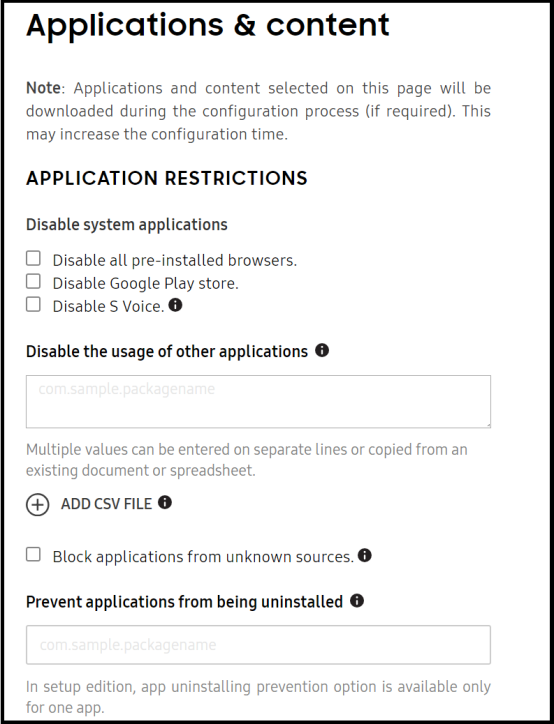 Applications & content
Note: Applications and content selected on this page will be
downloaded during the configuration process (if required). This
may increase the configuration time.
APPLICATION RESTRICTIONS
Disable system applications
Disable all pre-installed browsers.
Disable Google Play store.
Disable S Voice.
Disable the usage of other applications
com.sample.packagename
Multiple values can be entered on separate lines or copied from an
existing document or spreadsheet.
ADD CSV FILE
Block applications from unknown sources.
Prevent applications from being uninstalled
com.sample.packagename
In setup edition, app uninstalling prevention option is available only
for one app.